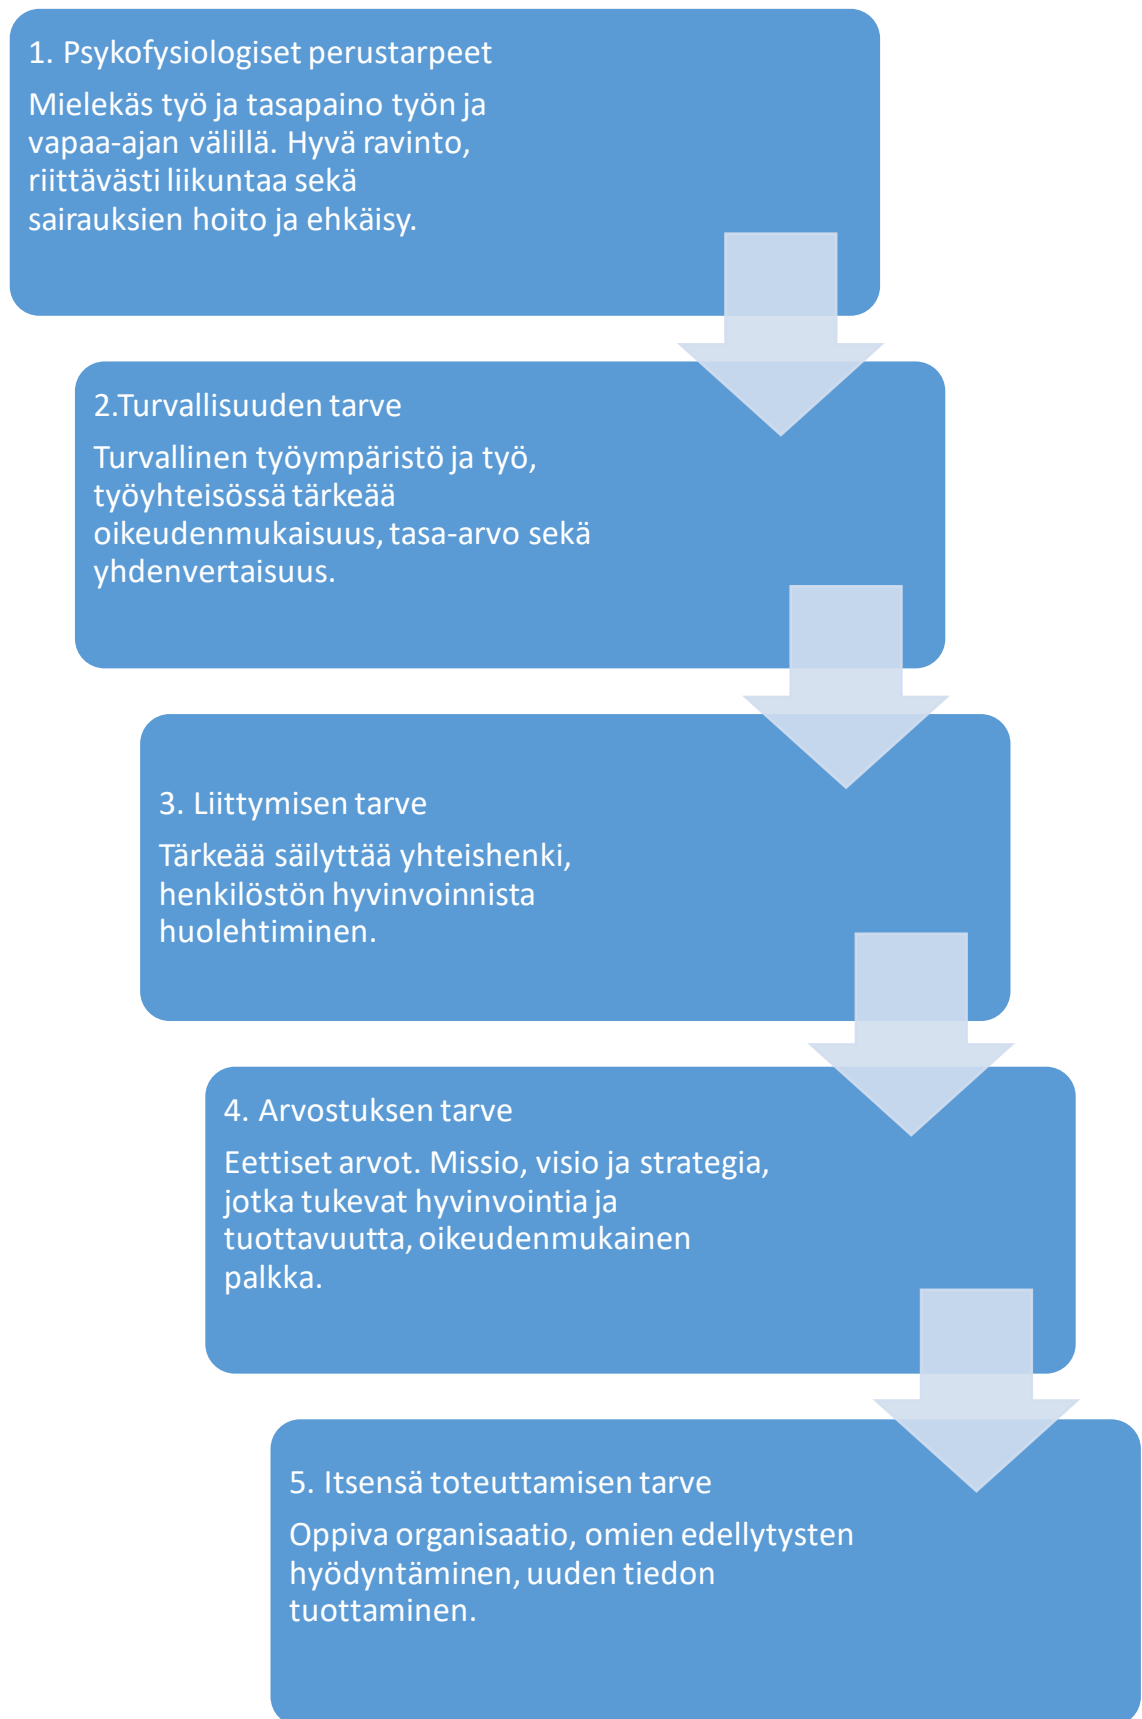 1. Psykofysiologiset perustarpeet
Mielekäs työ ja tasapaino työn ja
vapaa-ajan välillä. Hyvä ravinto,
riittävästi liikuntaa sekä
sairauksien hoito ja ehkäisy.
2.Turvallisuuden tarve
Turvallinen työympäristö ja työ,
työyhteisössä tärkeää
oikeudenmukaisuus, tasa-arvo sekä
yhdenvertaisuus.
3. Liittymisen tarve
Tärkeää säilyttää yhteishenki,
henkilöstön hyvinvoinnista
huolehtiminen.
4. Arvostuksen tarve
Eettiset arvot. Missio, visio ja strategia,
jotka tukevat hyvinvointia ja
tuottavuutta, oikeudenmukainen
palkka.
5. Itsensä toteuttamisen tarve
Oppiva organisaatio, omien edellytysten
hyödyntäminen, uuden tiedon
tuottaminen.